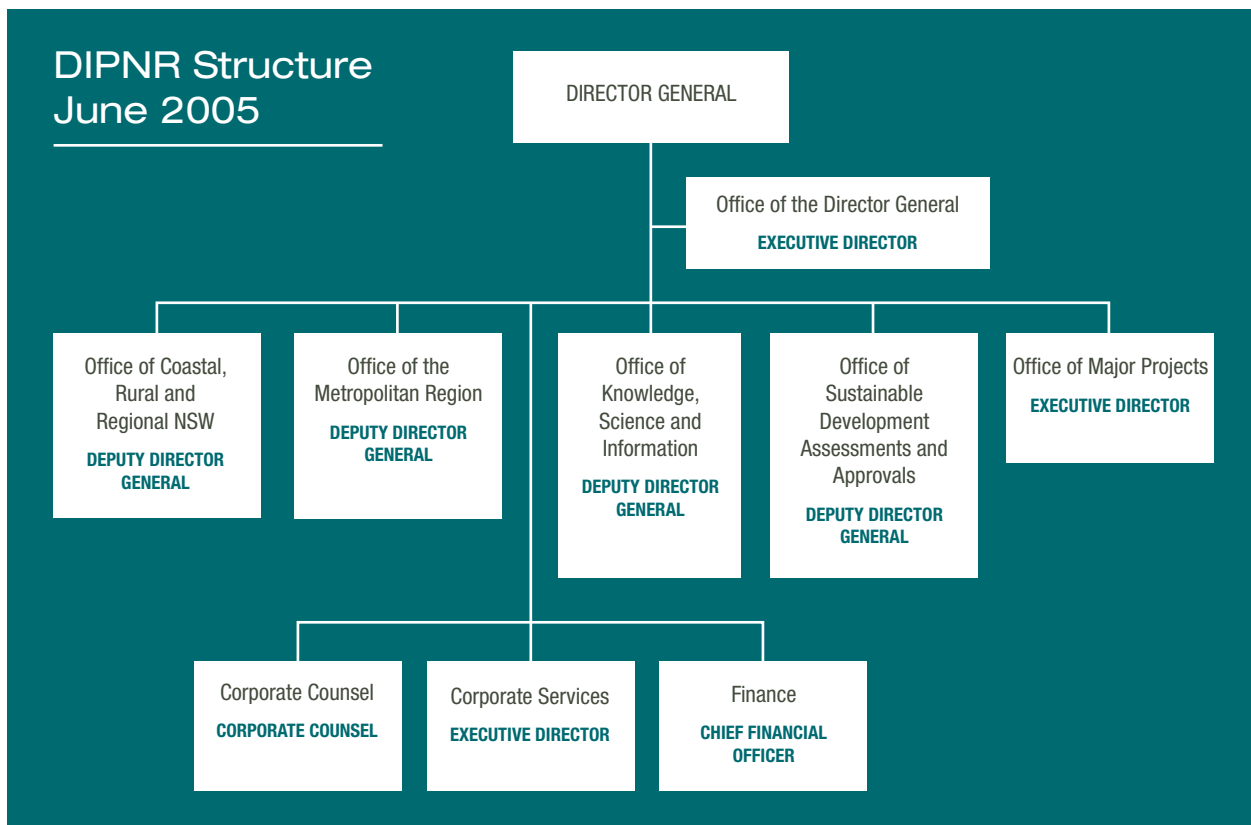 DIPNR Structure
June 2005
DIRECTOR GENERAL
Office of the Director General
EXECUTIVE DIRECTOR
Office of Coastal,
Rural and
Regional NSW
DEPUTY DIRECTOR
GENERAL
Office of the
Metropolitan Region
DEPUTY DIRECTOR
GENERAL
Office of
Knowledge,
Science and
Information
DEPUTY DIRECTOR
GENERAL
Office of
Sustainable
Development
Assessments and
Approvals
DEPUTY DIRECTOR
GENERAL
Office of Major Projects
EXECUTIVE DIRECTOR
Corporate Counsel
CORPORATE COUNSEL
Corporate Services
EXECUTIVE DIRECTOR
Finance
CHIEF FINANCIAL
OFFICER